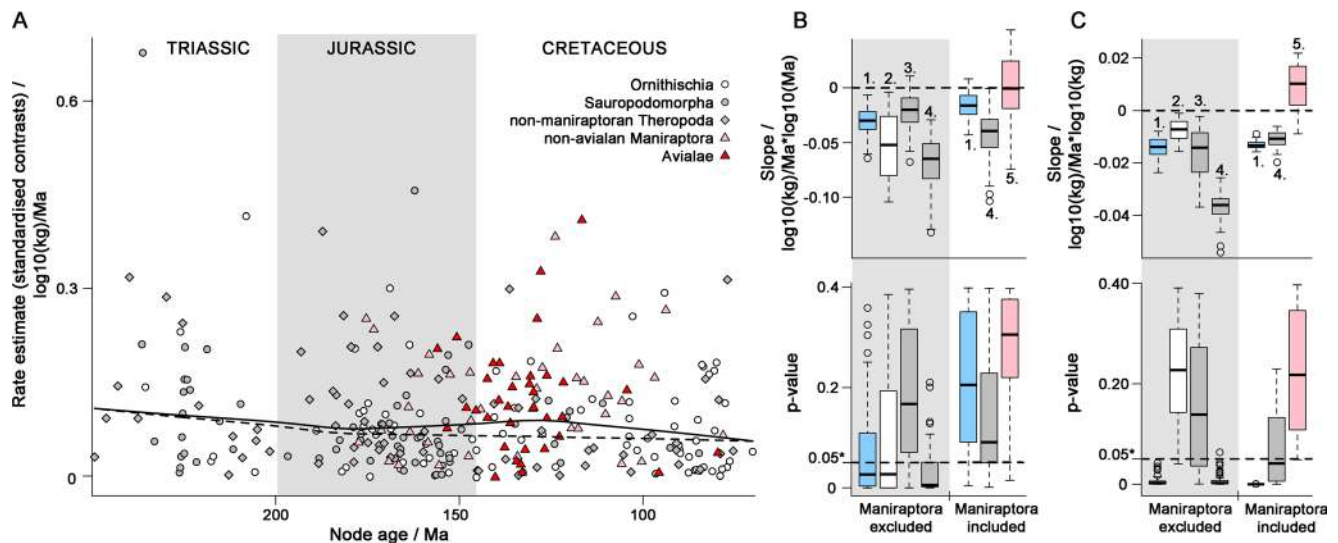 A
TRIASSIC
JURASSIC
CRETACEOUS
Ornithischia
Sauropodomorpha
non-maniraptoran Theropoda
non-avialan Maniraptora
Avialae
Rate estimate (standardised contrasts) /
log10(kg)/Ma
0.6
0.3
0
200
150
100
Node age / Ma
B
Slope /
log10(kg)/Ma*log10(Ma)
0
-0.05
-0.10
1.
2.
3.
4.
1.
4.
5.
p-value
0.4
0.2
0.05*
0
Maniraptora
excluded
Maniraptora
included
C
Slope /
log10(kg)/Ma*log10(kg)
0.02
0
-0.02
-0.04
1.
2.
3.
4.
1.
4.
5.
p-value
0.40
0.20
0.05*
0
Maniraptora
excluded
Maniraptora
included